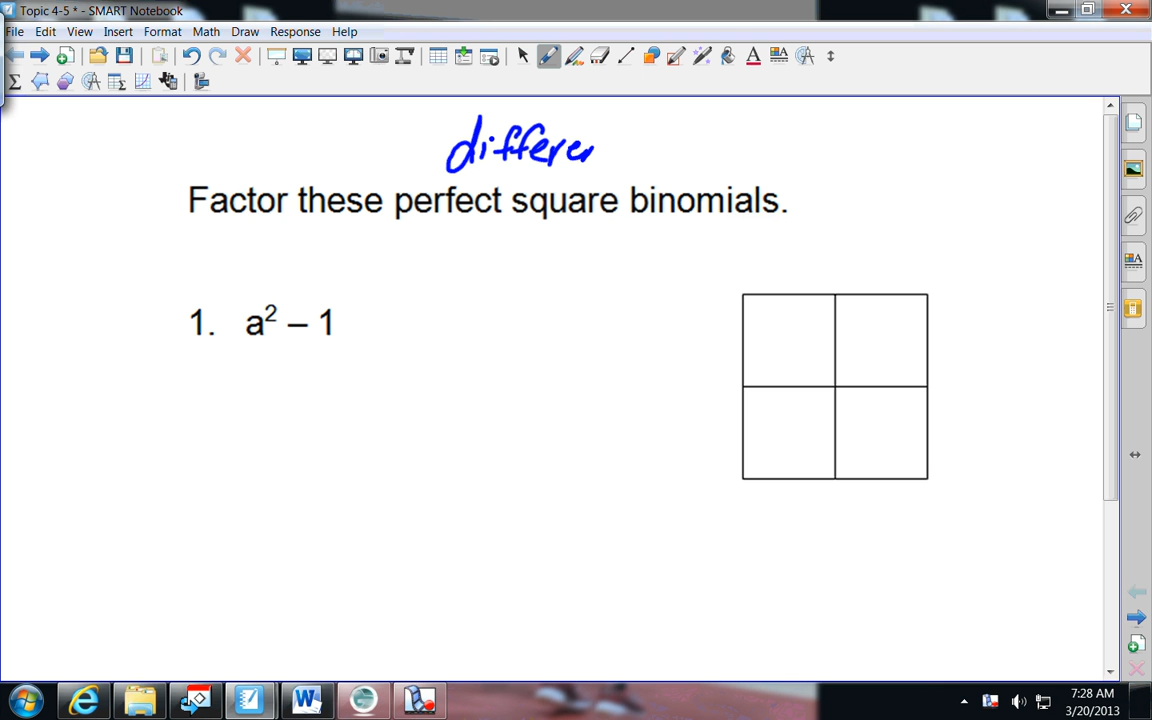 Topic 4-5 * - SMART Notebook
File Edit View Insert Format Math Draw Response Help
differen
Factor these perfect square binomials.
1. a² – 1
7:28 AM
3/20/2013